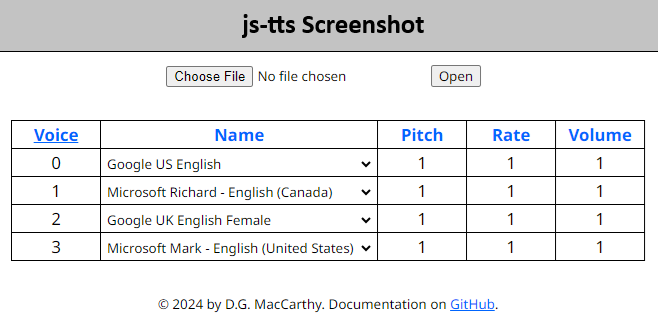 js-tts Screenshot
Choose File No file chosen Open
Voice Name Pitch Rate Volume
0 Google US English 1 1 1
1 Microsoft Richard - English (Canada) 1 1 1
2 Google UK English Female 1 1 1
3 Microsoft Mark - English (United States) 1 1 1
© 2024 by D.G. MacCarthy. Documentation on GitHub.